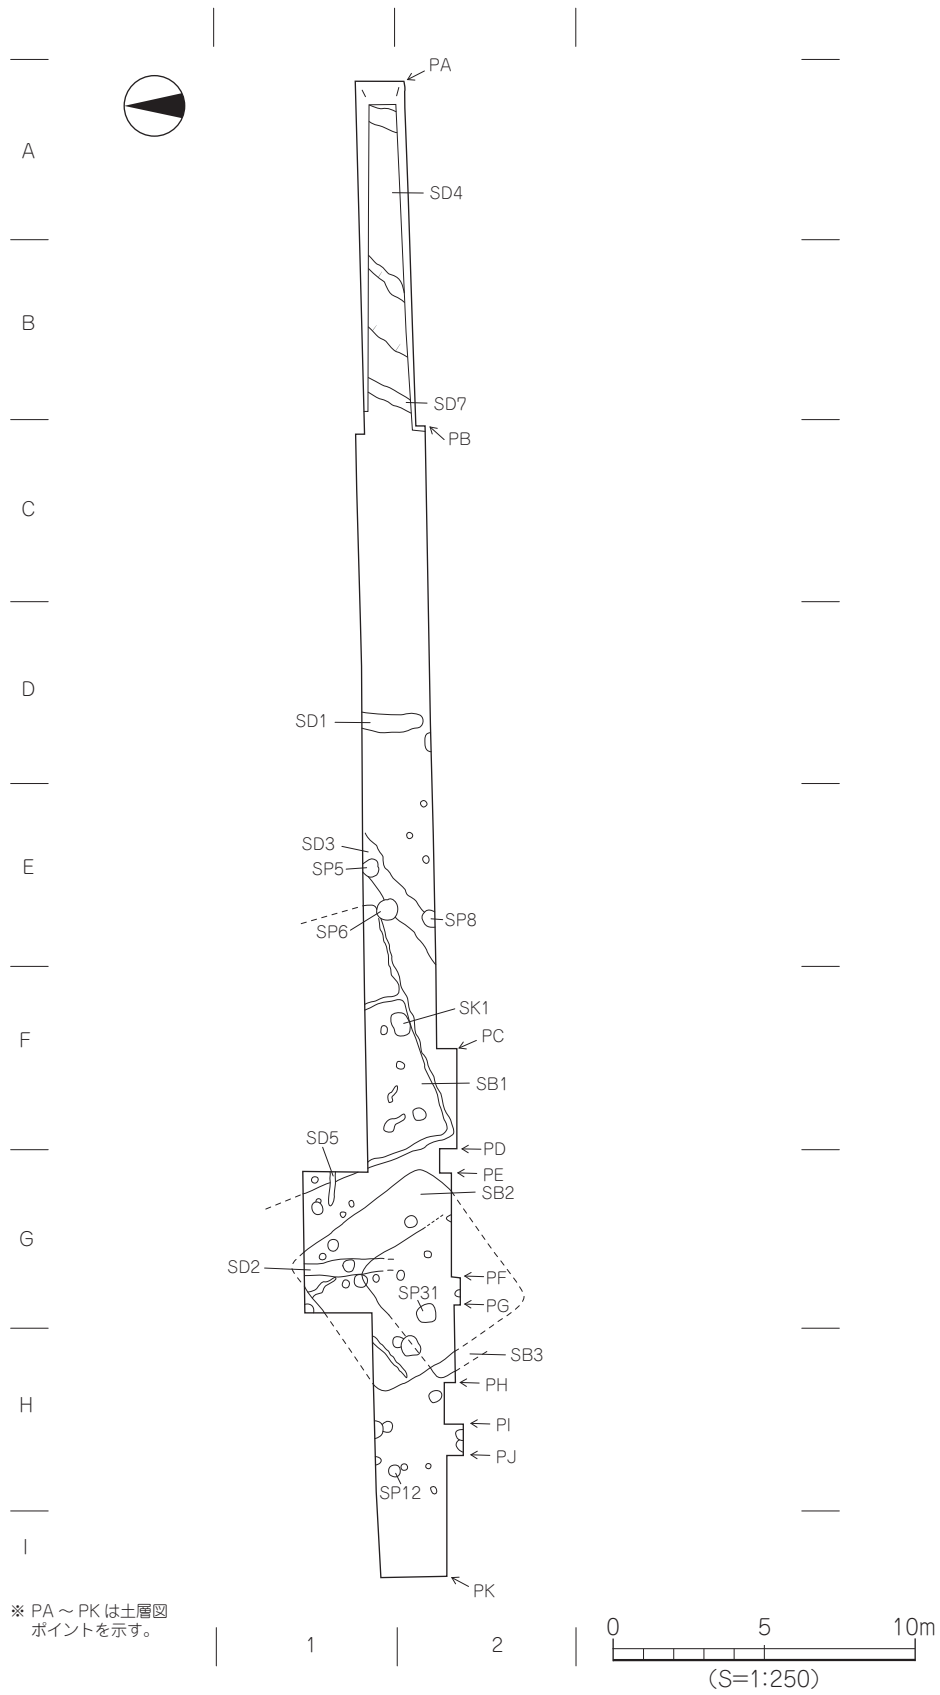 PA
A
SD4
B
SD7
PB
C
D
SD1
SD3
E
SP5
SP8
SP6
SK1
F
PC
SB1
SD5
PD
PE
SB2
G
SD2
PF
SP31
PG
SB3
PH
H
PI
PJ
SP12
I
PK
※ PA ～ PK は土層図
ポイントを示す。
1
2
0 5 10m
(S=1:250)